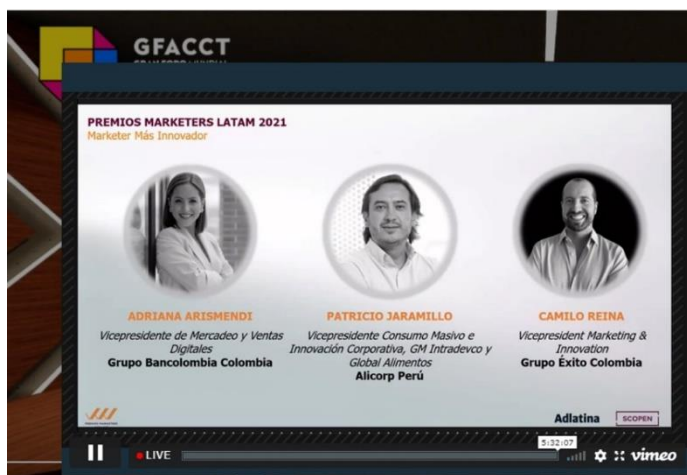 GFACCT
PREMIOS MARKETERS LATAM 2021
Marketer Más Innovador
ADRIANA ARISMENDI
Vicepresidente de Mercadeo y Ventas
Digitales
Grupo Bancolombia Colombia
PATRICIO JARAMILLO
Vicepresidente Consumo Masivo e
Innovación Corporativa, GM Intradevco y
Global Alimentos
Alicorp Perú
CAMILO REINA
Vicepresident Marketing &
Innovation
Grupo Éxito Colombia
Adlatina
SCOPEN
5:32:07
LIVE
vimeo